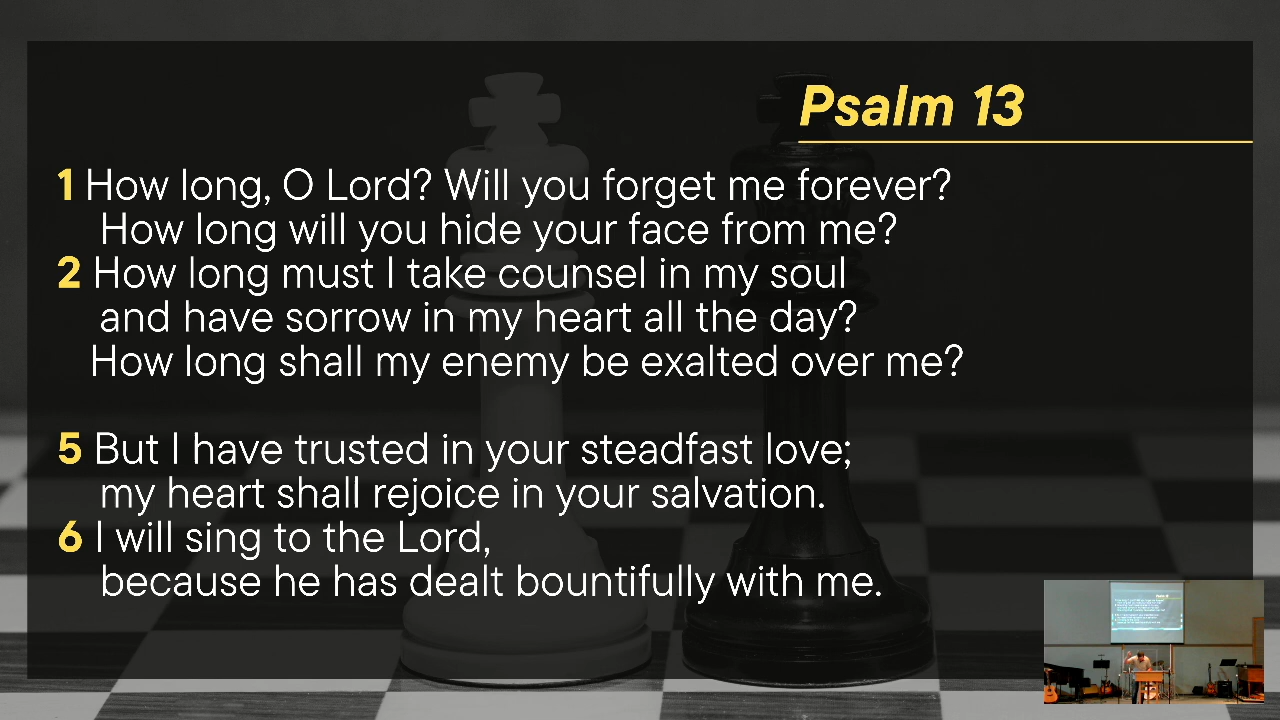 Psalm 13
1 How long, O Lord? Will you forget me forever?
How long will you hide your face from me?
2 How long must I take counsel in my soul
and have sorrow in my heart all the day?
How long shall my enemy be exalted over me?
5 But I have trusted in your steadfast love;
my heart shall rejoice in your salvation.
6 I will sing to the Lord,
because he has dealt bountifully with me.